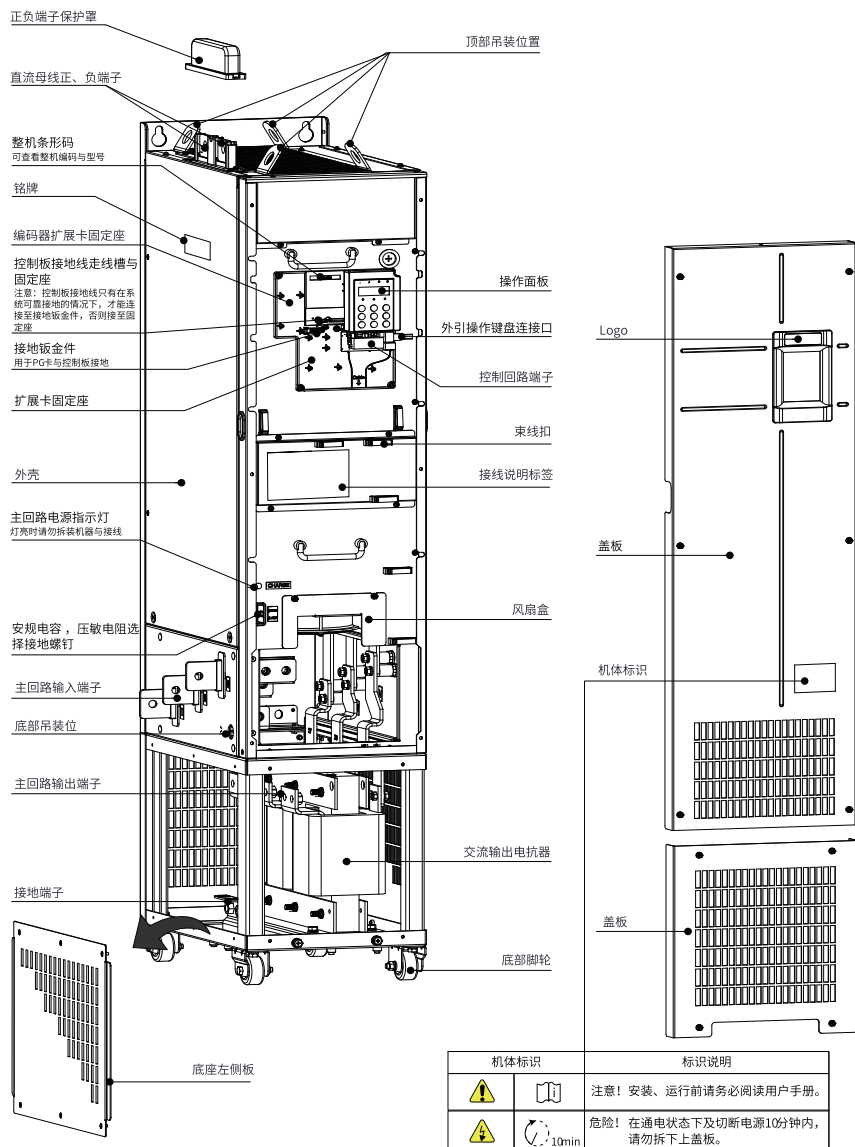 正负端子保护罩
顶部吊装位置
直流母线正、负端子
整机条形码
可查看整机编码与型号
铭牌
编码器扩展卡固定座
控制板接地线走线槽与
固定座
注意：控制板接地线只有在系
统可靠接地的情况下，才能连
接至接地钣金件，否则接至固
定座
接地钣金件
用于PG卡与控制板接地
扩展卡固定座
外壳
主回路电源指示灯
灯亮时请勿拆装机器与接线
安规电容，压敏电阻选
择接地螺钉
主回路输入端子
底部吊装位
主回路输出端子
接地端子
底座左侧板
操作面板
外引操作键盘连接口
控制回路端子
束线扣
接线说明标签
CHARGE
风扇盒
交流输出电抗器
底部脚轮
Logo
盖板
机体标识
盖板
机体标识 标识说明
注意！安装、运行前请务必阅读用户手册。
10min
危险！在通电状态下及切断电源10分钟内，
请勿拆下上盖板。